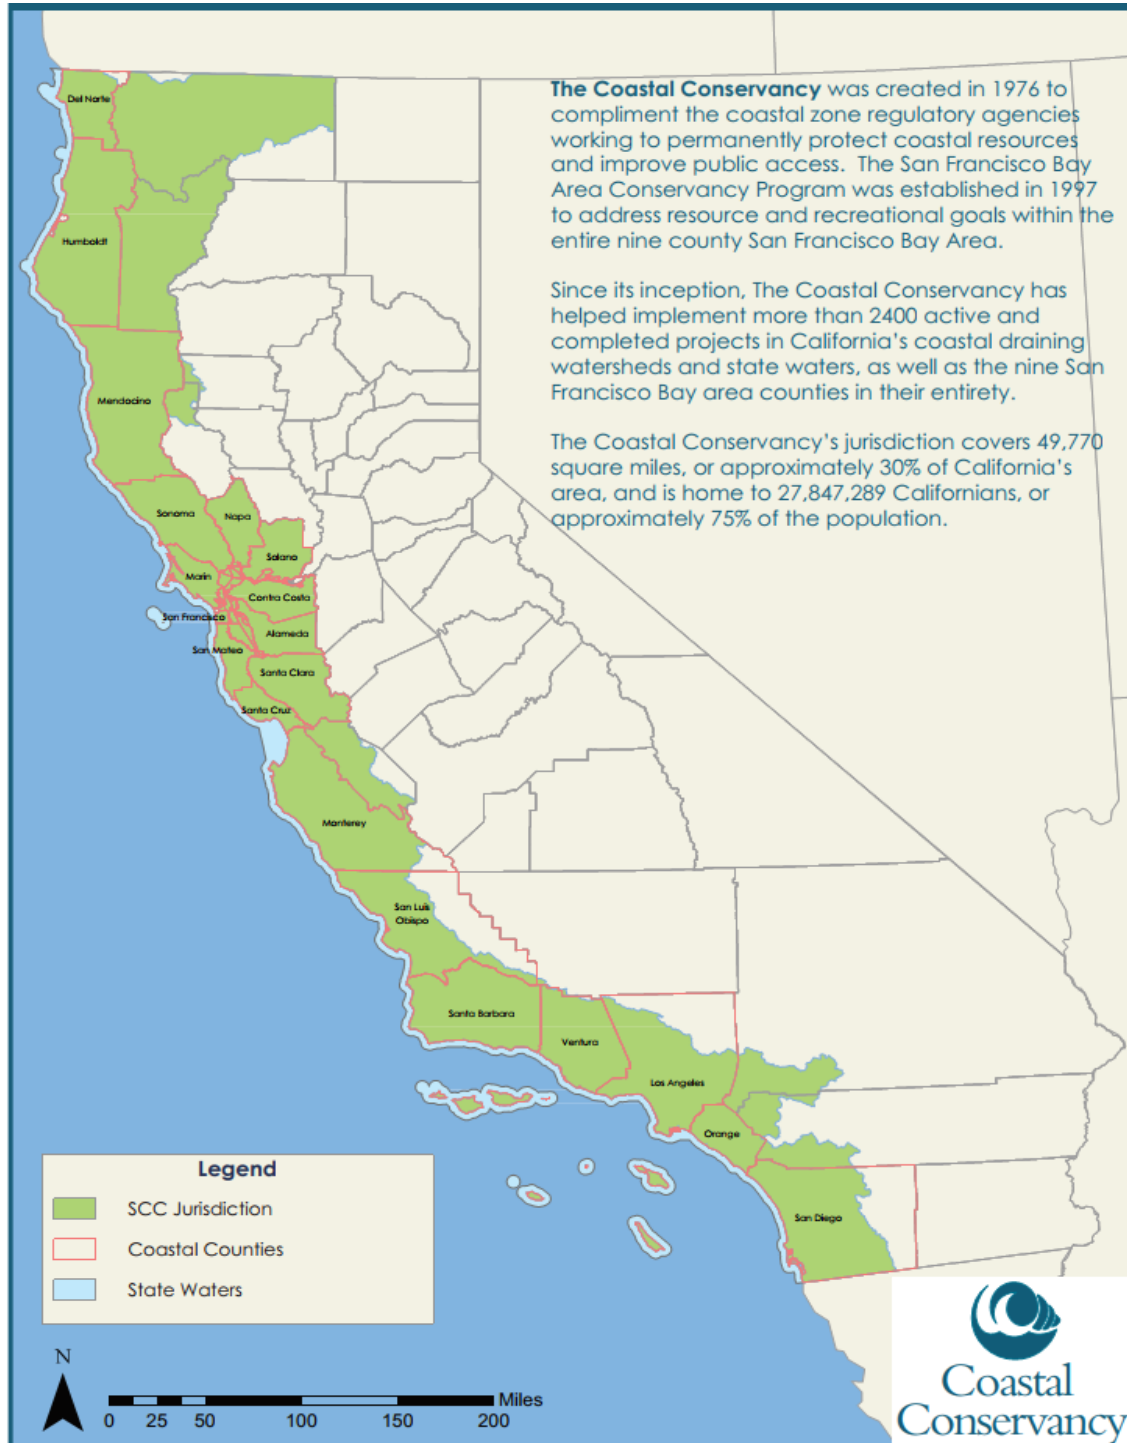 The Coastal Conservancy was created in 1976 to
compliment the coastal zone regulatory agencies
working to permanently protect coastal resources
and improve public access. The San Francisco Bay
Area Conservancy Program was established in 1997
to address resource and recreational goals within the
entire nine county San Francisco Bay Area.
Since its inception, The Coastal Conservancy has
helped implement more than 2400 active and
completed projects in California's coastal draining
watersheds and state waters, as well as the nine San
Francisco Bay area counties in their entirety.
The Coastal Conservancy's jurisdiction covers 49,770
square miles, or approximately 30% of California's
area, and is home to 27,847,289 Californians, or
approximately 75% of the population.
Del Norte
Humboldt
Mendocino
Sonoma
Napa
Solano
Marin
Contra Costa
San Francisco
Alameda
San Mateo
Santa Clara
Santa Cruz
Monterey
San Luis
Obispo
Santa Barbara
Ventura
Los Angeles
Orange
San Diego
Legend
SCC Jurisdiction
Coastal Counties
State Waters
N
Miles
0 25 50 100 150 200
Coastal
Conservancy